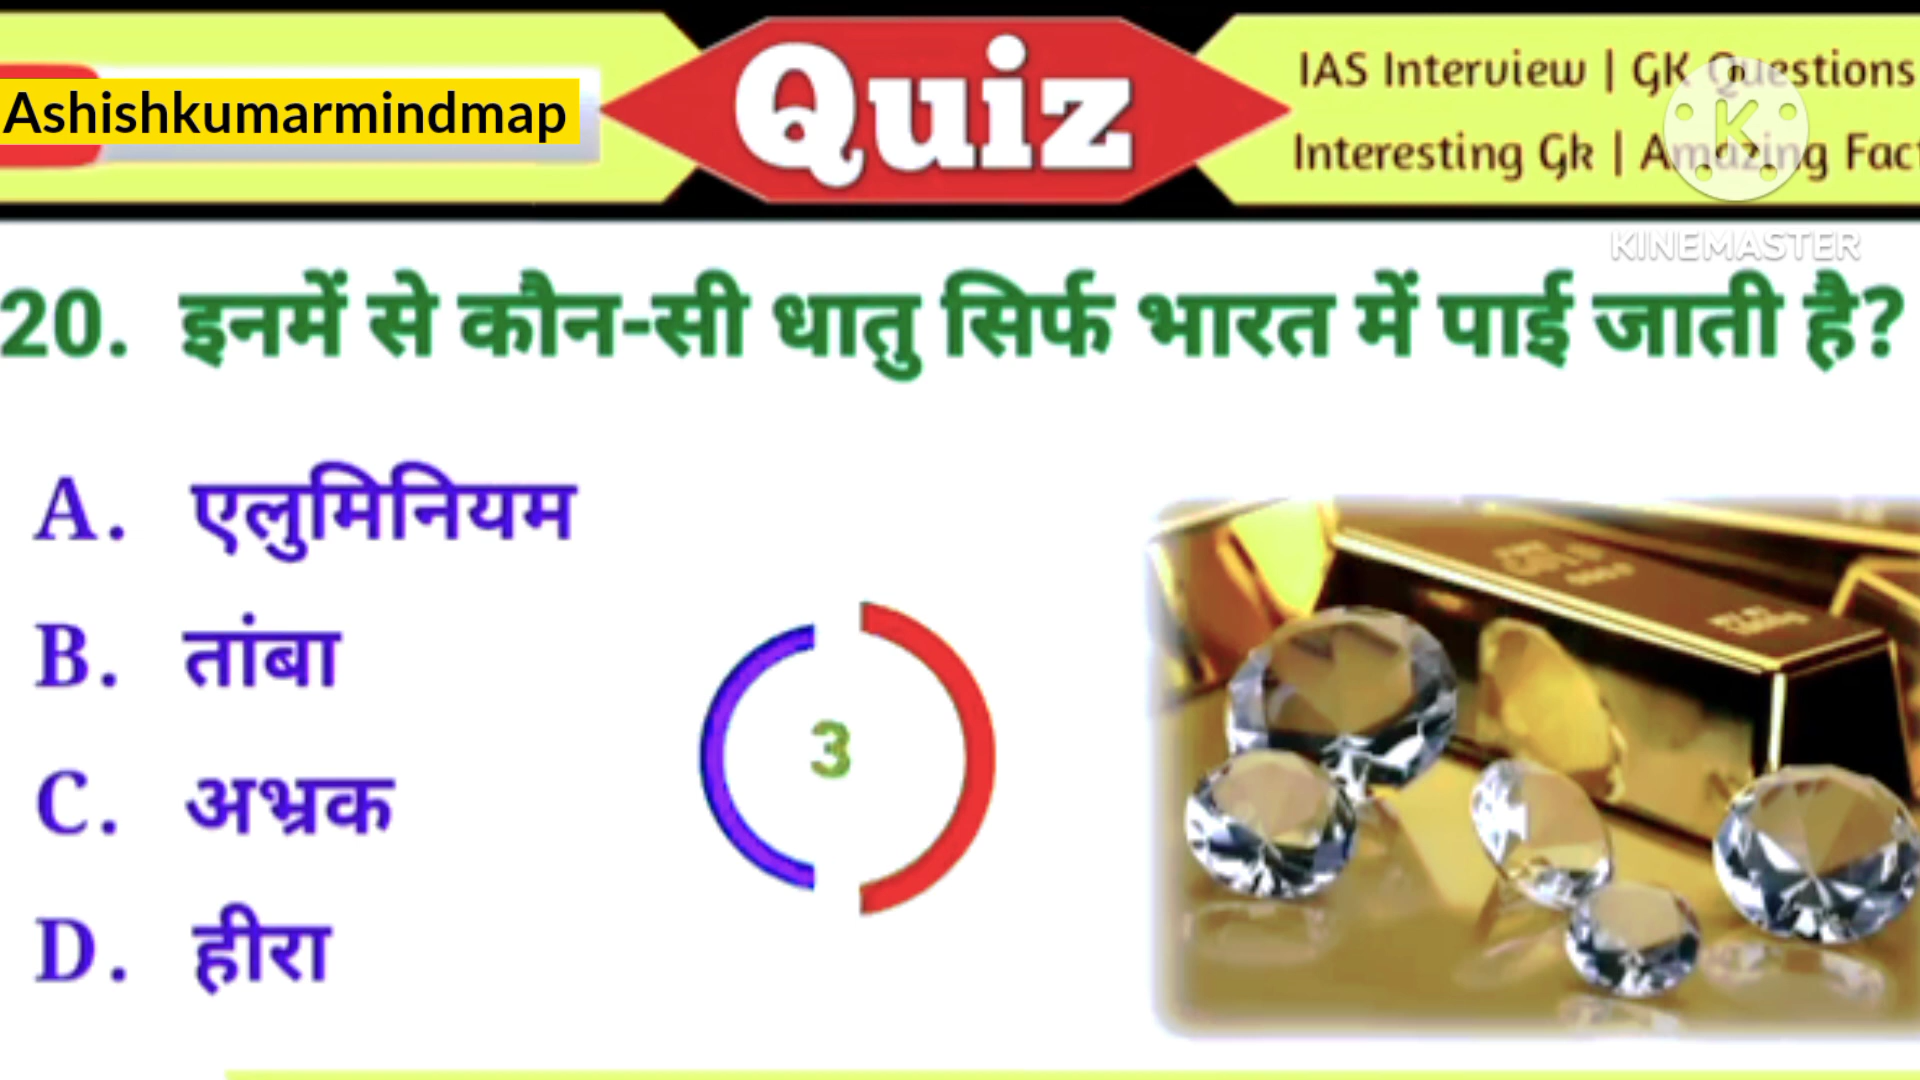 Ashishkumarmindmap
Quiz
IAS Interview | GK Questions
Interesting Gk | Amazing Fact
KINEMASTER
20. इनमें से कौन-सी धातु सिर्फ भारत में पाई जाती है?
A. एलुमिनियम
B. तांबा
3
C. अभ्रक
D. हीरा